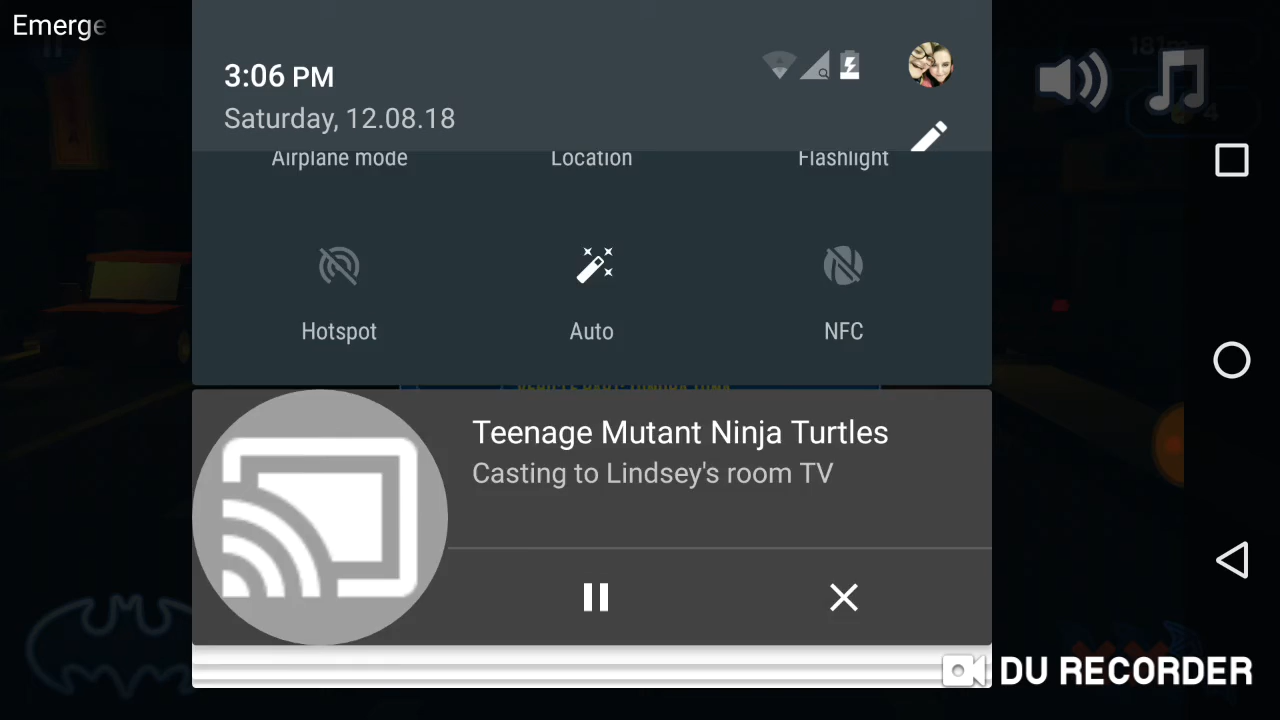 Emerge
3:06 PM
Saturday, 12.08.18
Airplane mode
Location
Flashlight
Hotspot
Auto
NFC
Teenage Mutant Ninja Turtles
Casting to Lindsey's room TV
DU RECORDER